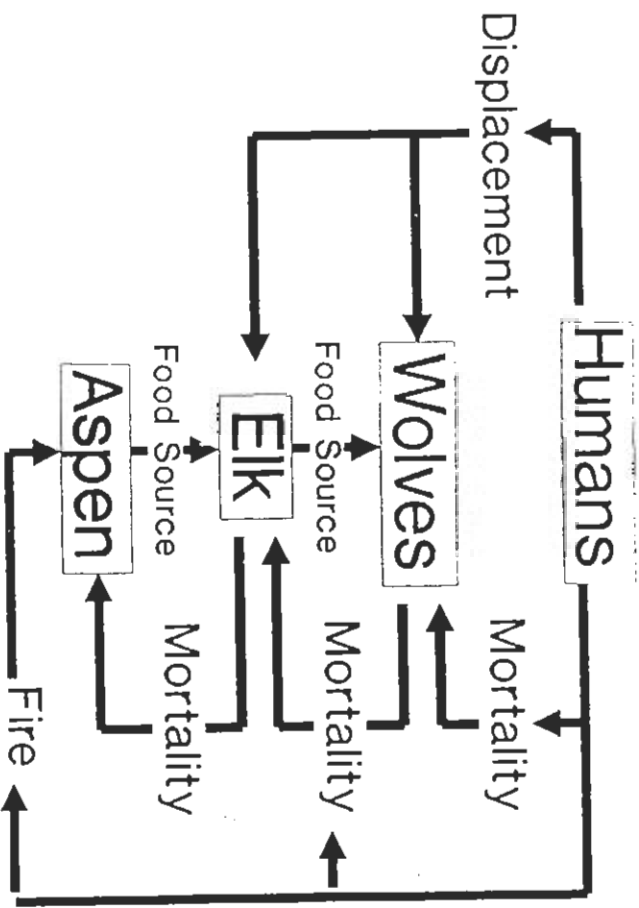 Humans
Displacement
Mortality
Wolves
Food Source
Mortality
Elk
Food Source
Mortality
Aspen
Fire